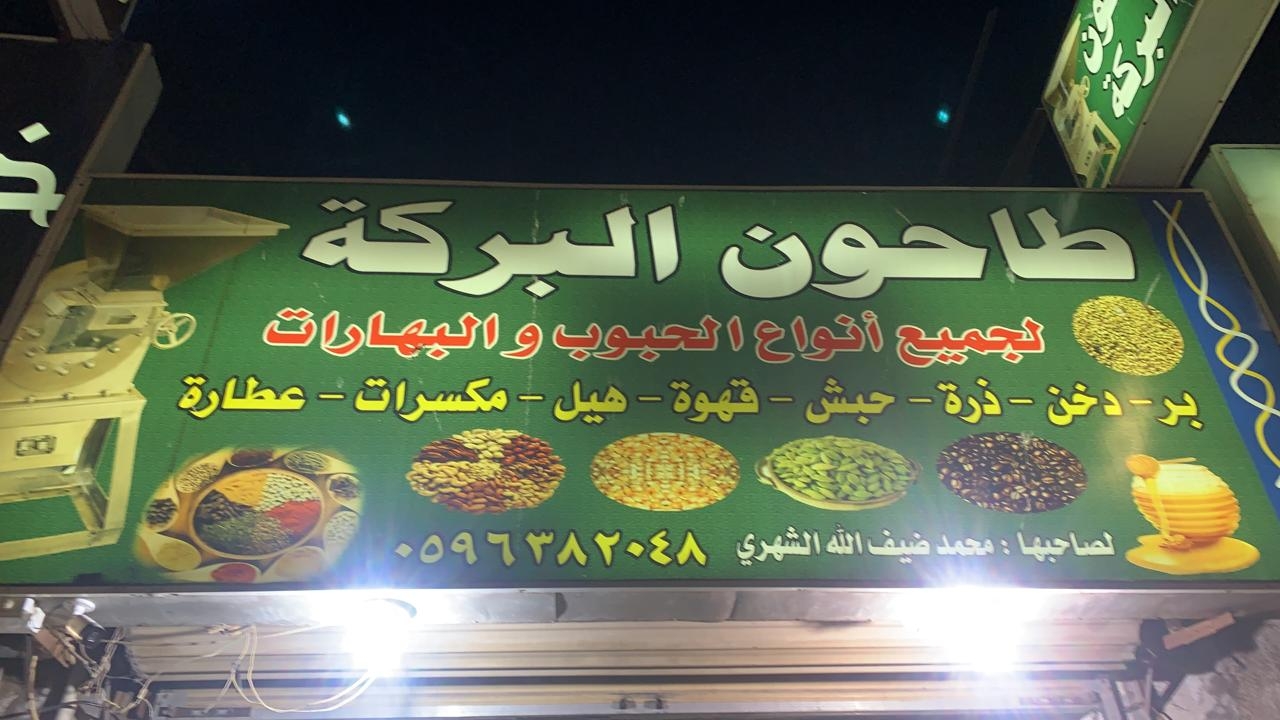 طاحون البركة
لجميع أنواع الحبوب و البهارات
بر - دخن - ذرة - حبش - قهوة - هيل - مكسرات - عطارة
لصاحبها : محمد ضيف الله الشهري ٠٥٩٦٣٨٢٠٤٨
البركة